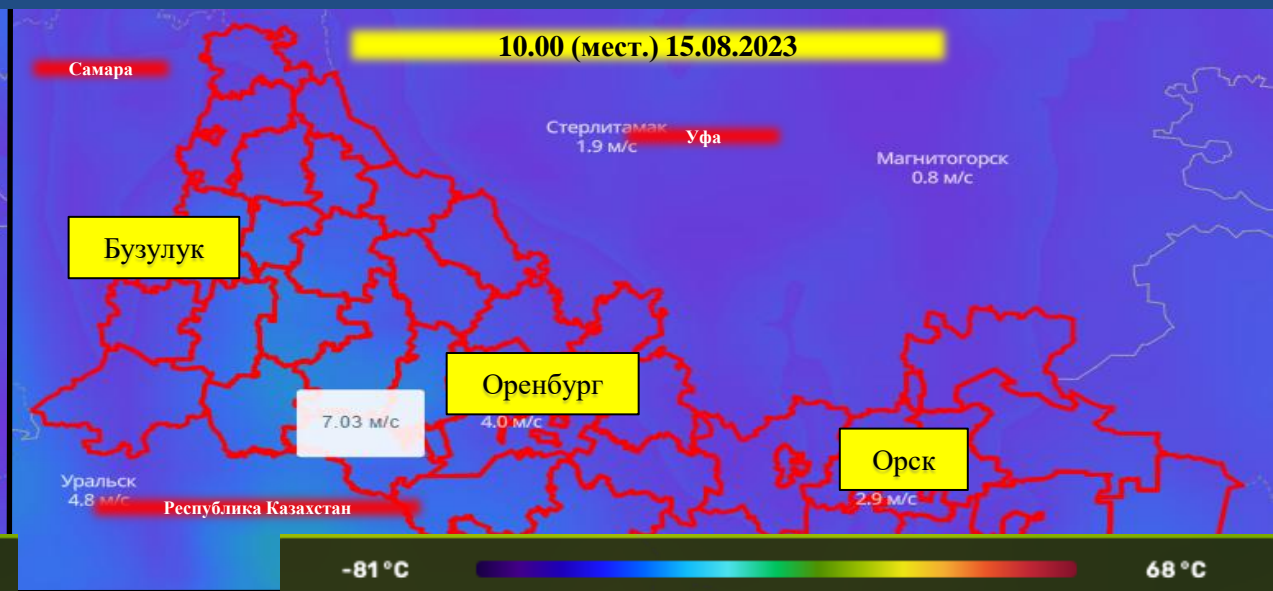 10.00 (мест.) 15.08.2023
Самара
Стерлитамак
1.9 м/с
Уфа
Магнитогорск
0.8 м/с
Бузулук
Оренбург
4.0 м/с
7.03 м/с
Орск
2.9 м/с
Уральск
4.8 м/с
Республика Казахстан
-81°C
68°C